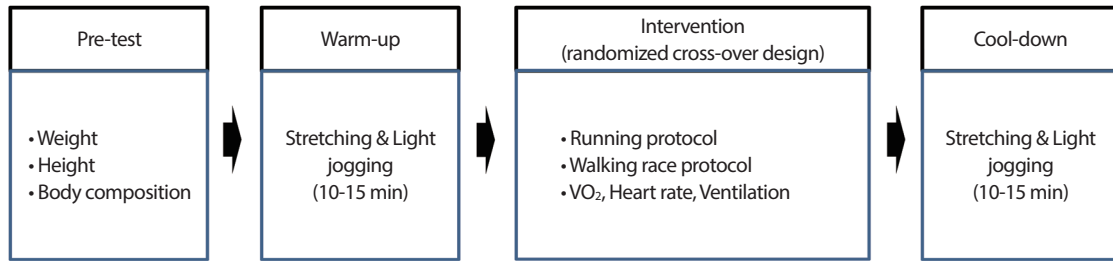 Pre-test
• Weight
• Height
• Body composition
Warm-up
Stretching & Light
jogging
(10-15 min)
Intervention
(randomized cross-over design)
• Running protocol
• Walking race protocol
• VO₂, Heart rate, Ventilation
Cool-down
Stretching & Light
jogging
(10-15 min)